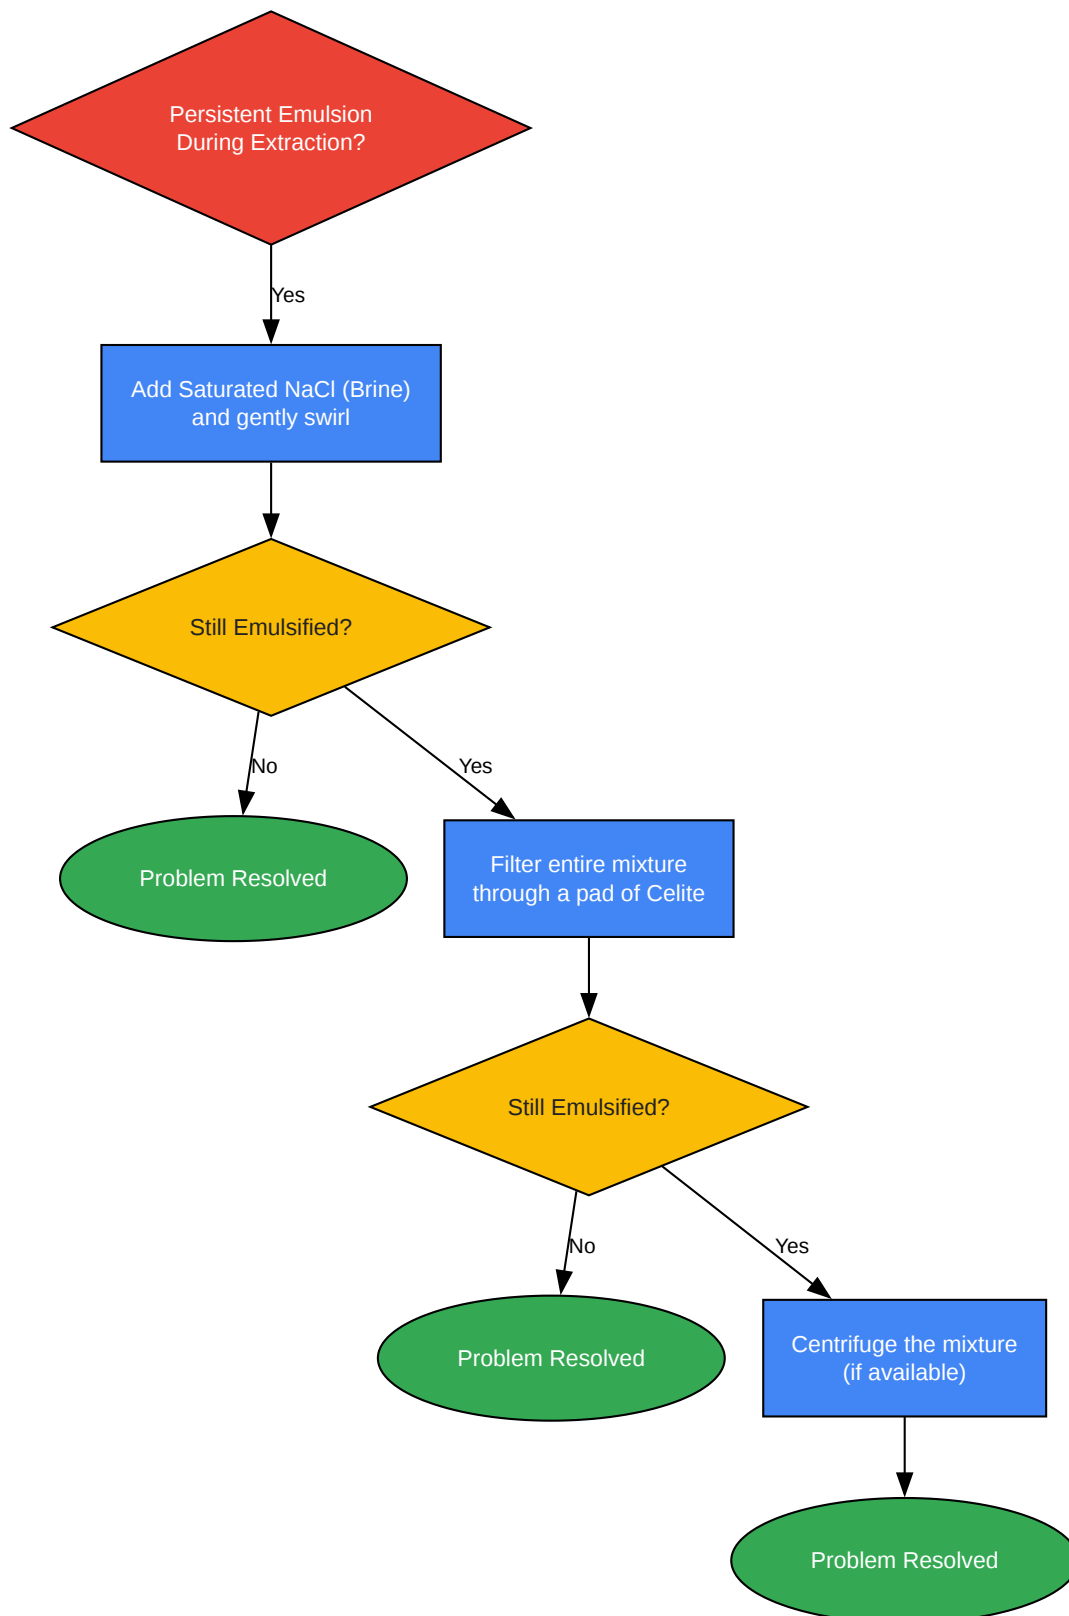 Persistent Emulsion
During Extraction?
Yes
Add Saturated NaCl (Brine)
and gently swirl
Still Emulsified?
No
Yes
Problem Resolved
Filter entire mixture
through a pad of Celite
Still Emulsified?
No
Yes
Problem Resolved
Centrifuge the mixture
(if available)
Problem Resolved